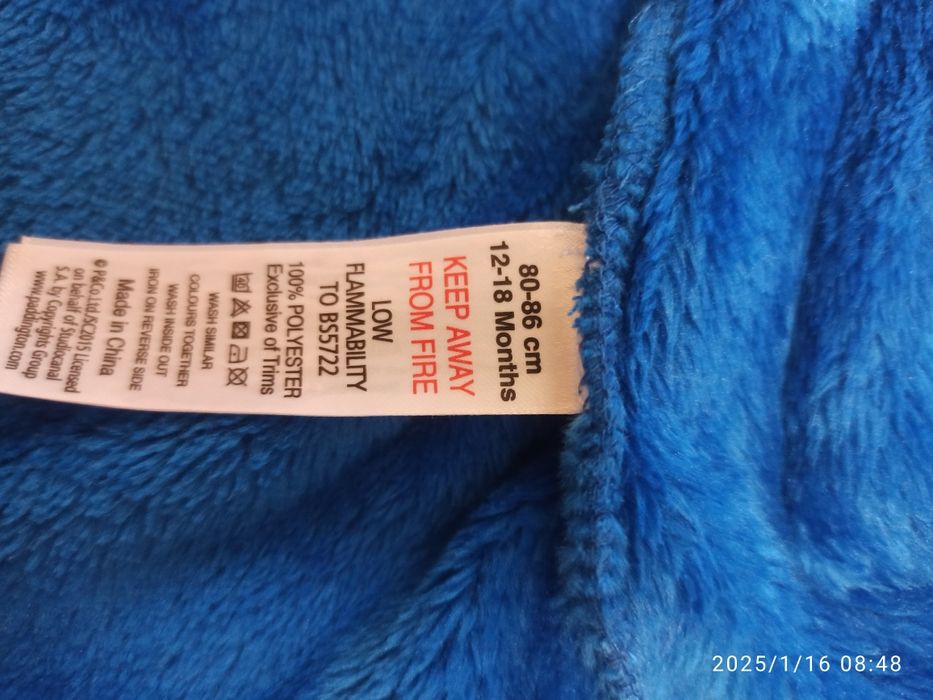 80-86 cm
12-18 Months
KEEP AWAY
FROM FIRE
LOW
FLAMMABILITY
TO BS5722
100% POLYESTER
Exclusive of Trims
WASH SIMILAR
COLOURS TOGETHER
WASH INSIDE OUT
IRON ON REVERSE SIDE
Made in China
© P&Co.Ltd./SC2015 Licensed
on behalf of Studiocanal
S.A. by Copyrights Group
www.paddington.com
2025/1/16 08:48